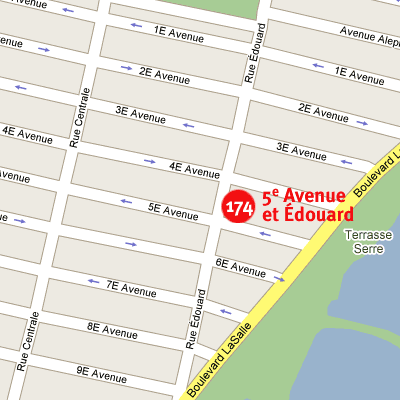 E Avenue
1E Avenue
Rue Édouard
Avenue Alep
2E Avenue
1E Avenue
Rue Centrale
3E Avenue
2E Avenue
4E Avenue
4E Avenue
3E Avenue
Avenue
174
5e Avenue
et Édouard
Boulevard L
5E Avenue
Terrasse
Serre
6E Avenue
7E Avenue
Rue Édouard
Rue Centrale
8E Avenue
Boulevard LaSalle
9E Avenue